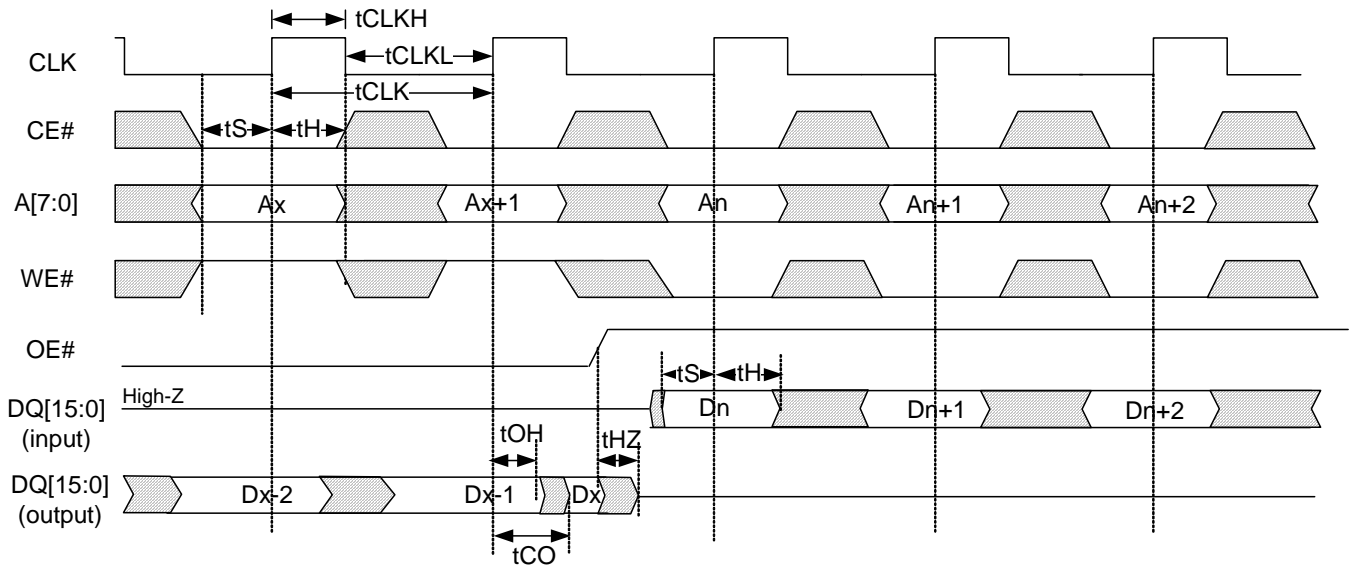 tCLKH
CLK
tCLKL
tCLK
CE#
tS
tH
A[7:0]
Ax
Ax+1
An
An+1
An+2
WE#
OE#
tS
tH
High-Z
DQ[15:0]
(input)
Dn
Dn+1
Dn+2
tOH
tHZ
DQ[15:0]
(output)
Dx-2
Dx-1
Dx
tCO